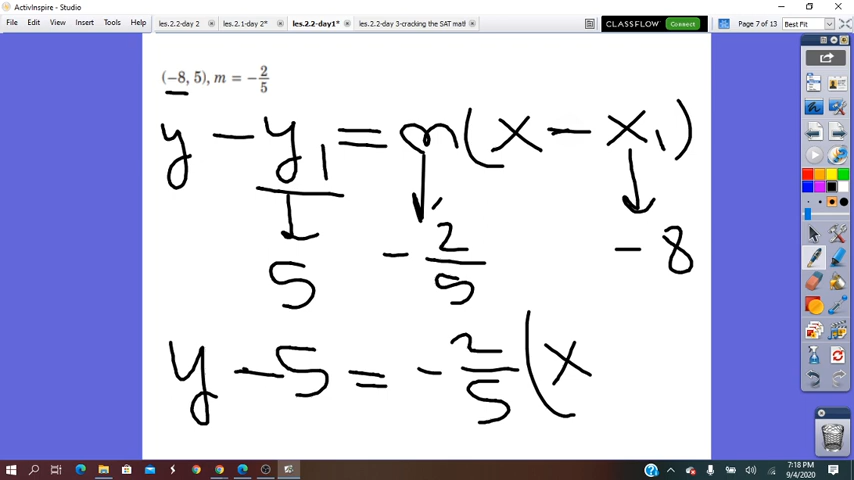 ActivInspire - Studio
File Edit View Insert Tools Help
les.2.2-day 2 les.2.1-day 2* les.2.2-day1* les.2.2-day 3-cracking the SAT mat CLASSFLOW Connect Page 7 of 13 Best Fit
(−8, 5), m = −2/5
y − y₁ = m(x − x₁)
5 −2/5 −8
y − 5 = −2/5 (x
7:18 PM
9/4/2020